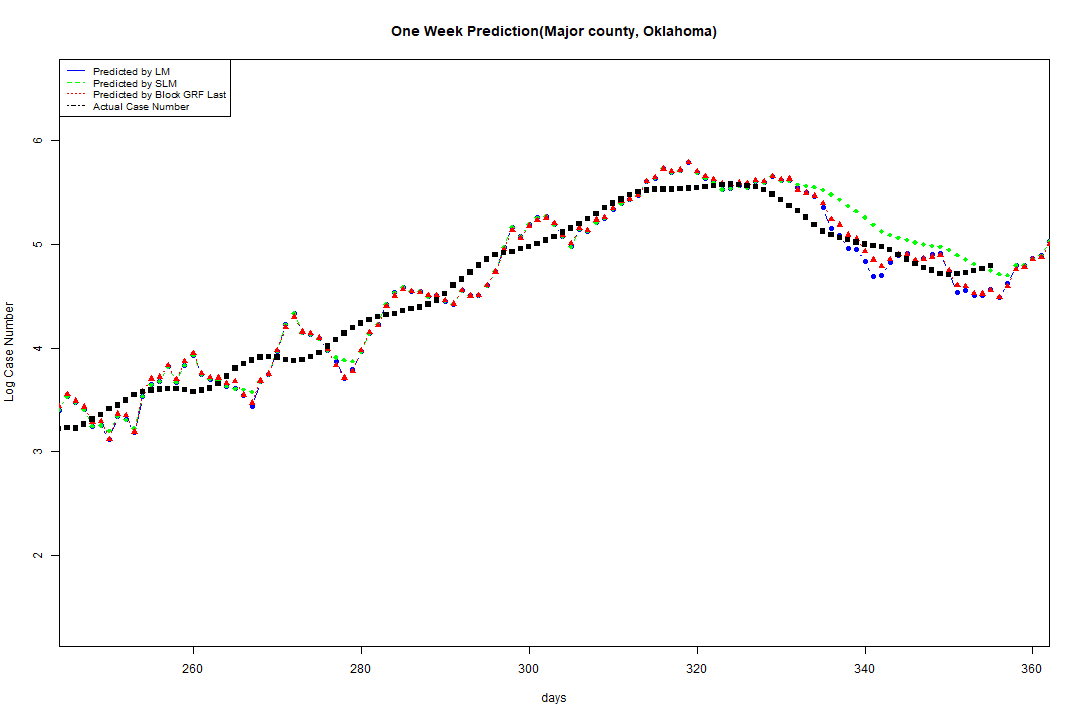 One Week Prediction(Major county, Oklahoma)
Predicted by LM
Predicted by SLM
Predicted by Block GRF Last
Actual Case Number
6
5
4
3
2
Log Case Number
260 280 300 320 340 360
days